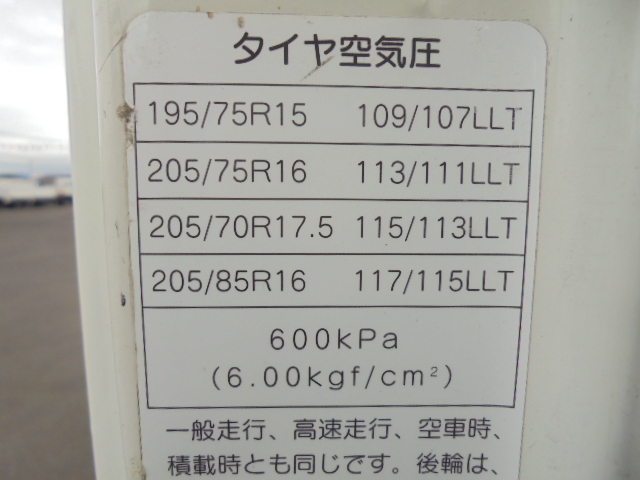 タイヤ空気圧
195/75R15 109/107LLT
205/75R16 113/111LLT
205/70R17.5 115/113LLT
205/85R16 117/115LLT
600kPa
(6.00kgf/cm²)
一般走行、高速走行、空車時、
積載時とも同じです。後輪は、